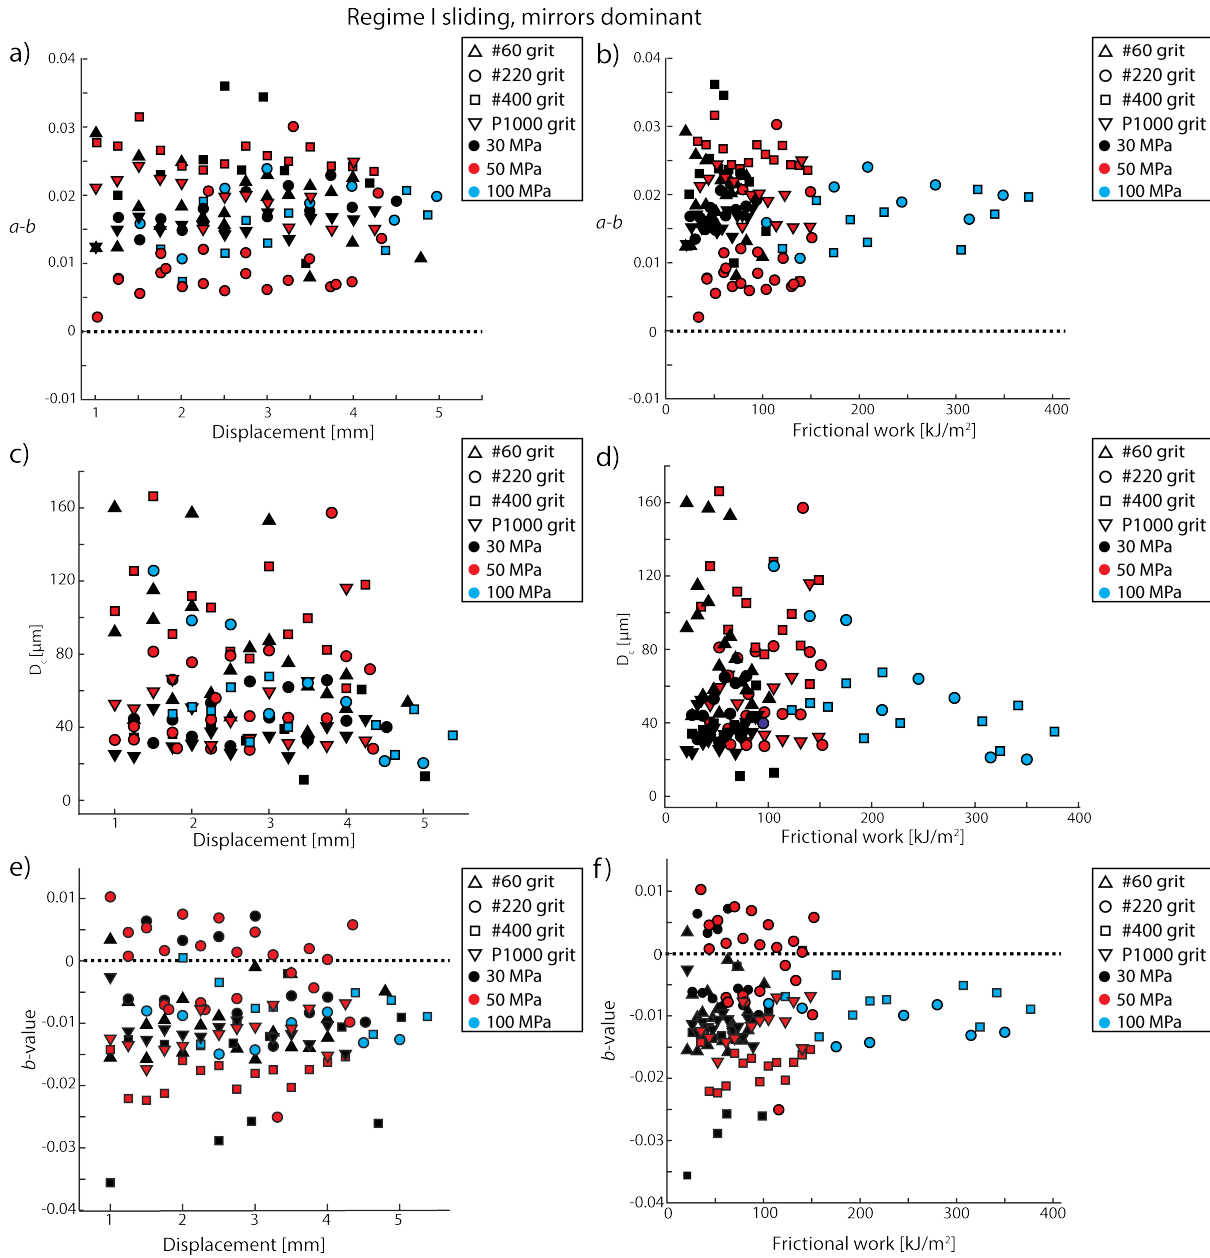 Regime I sliding, mirrors dominant
a)
0.04
0.03
0.02
a-b
0.01
0
-0.01
1
2
3
4
5
Displacement [mm]
#60 grit
#220 grit
#400 grit
P1000 grit
30 MPa
50 MPa
100 MPa
b)
0.04
0.03
0.02
a-b
0.01
0
-0.01
0
100
200
300
400
Frictional work [kJ/m²]
#60 grit
#220 grit
#400 grit
P1000 grit
30 MPa
50 MPa
100 MPa
c)
160
120
80
40
0
Dc [µm]
1
2
3
4
5
Displacement [mm]
#60 grit
#220 grit
#400 grit
P1000 grit
30 MPa
50 MPa
100 MPa
d)
160
120
80
40
0
Dc [µm]
100
200
300
400
Frictional work [kJ/m²]
#60 grit
#220 grit
#400 grit
P1000 grit
30 MPa
50 MPa
100 MPa
e)
0.01
0
-0.01
-0.02
-0.03
-0.04
b-value
1
2
3
4
5
Displacement [mm]
#60 grit
#220 grit
#400 grit
P1000 grit
30 MPa
50 MPa
100 MPa
f)
0.01
0
-0.01
-0.02
-0.03
-0.04
b-value
0
100
200
300
400
Frictional work [kJ/m²]
#60 grit
#220 grit
#400 grit
P1000 grit
30 MPa
50 MPa
100 MPa